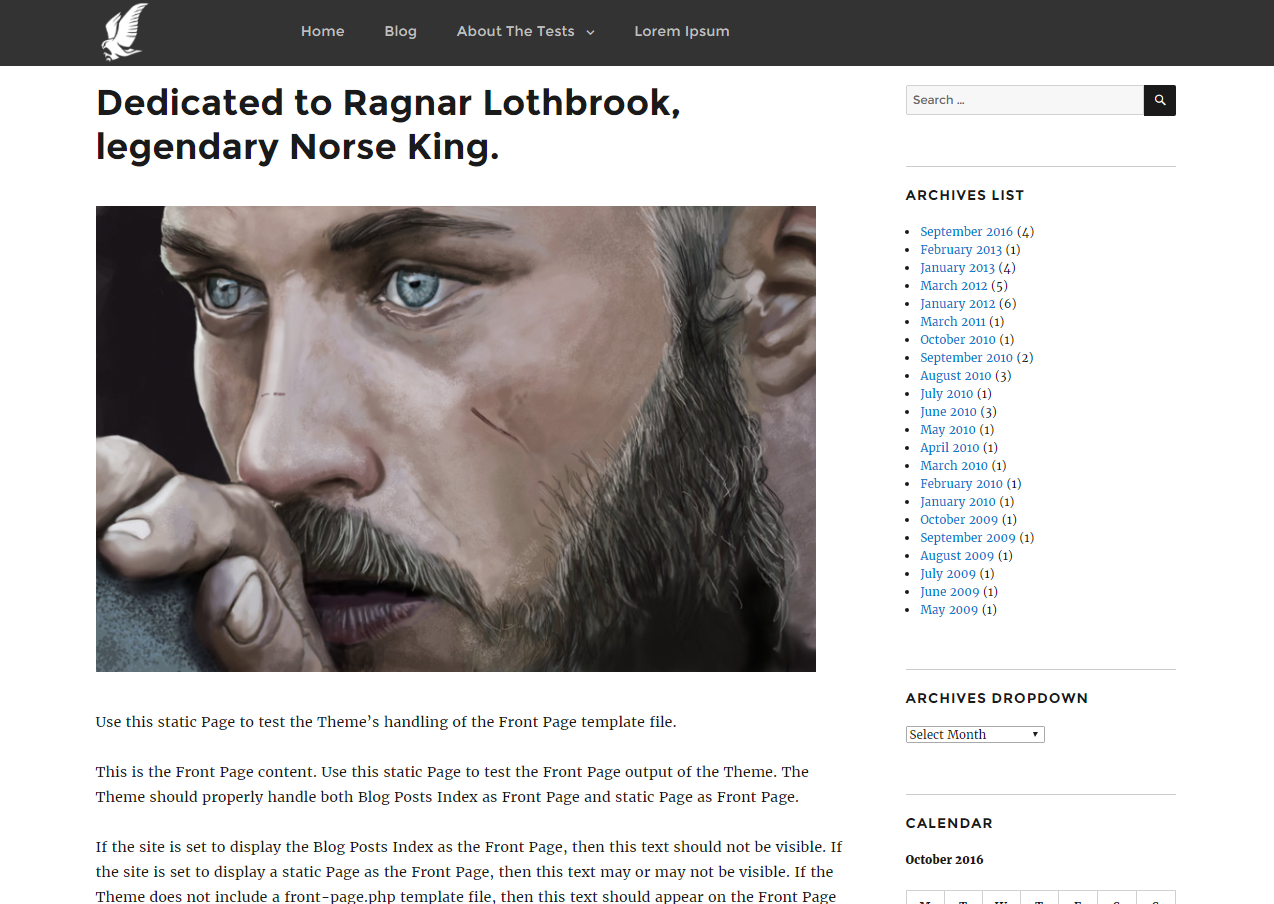 Home Blog About The Tests Lorem Ipsum
Dedicated to Ragnar Lothbrook,
legendary Norse King.
Use this static Page to test the Theme’s handling of the Front Page template file.
This is the Front Page content. Use this static Page to test the Front Page output of the Theme. The
Theme should properly handle both Blog Posts Index as Front Page and static Page as Front Page.
If the site is set to display the Blog Posts Index as the Front Page, then this text should not be visible. If
the site is set to display a static Page as the Front Page, then this text may or may not be visible. If the
Theme does not include a front-page.php template file, then this text should appear on the Front Page
Search …
ARCHIVES LIST
September 2016 (4)
February 2013 (1)
January 2013 (4)
March 2012 (5)
January 2012 (6)
March 2011 (1)
October 2010 (1)
September 2010 (2)
August 2010 (3)
July 2010 (1)
June 2010 (3)
May 2010 (1)
April 2010 (1)
March 2010 (1)
February 2010 (1)
January 2010 (1)
October 2009 (1)
September 2009 (1)
August 2009 (1)
July 2009 (1)
June 2009 (1)
May 2009 (1)
ARCHIVES DROPDOWN
Select Month
CALENDAR
October 2016
M T W T F S S